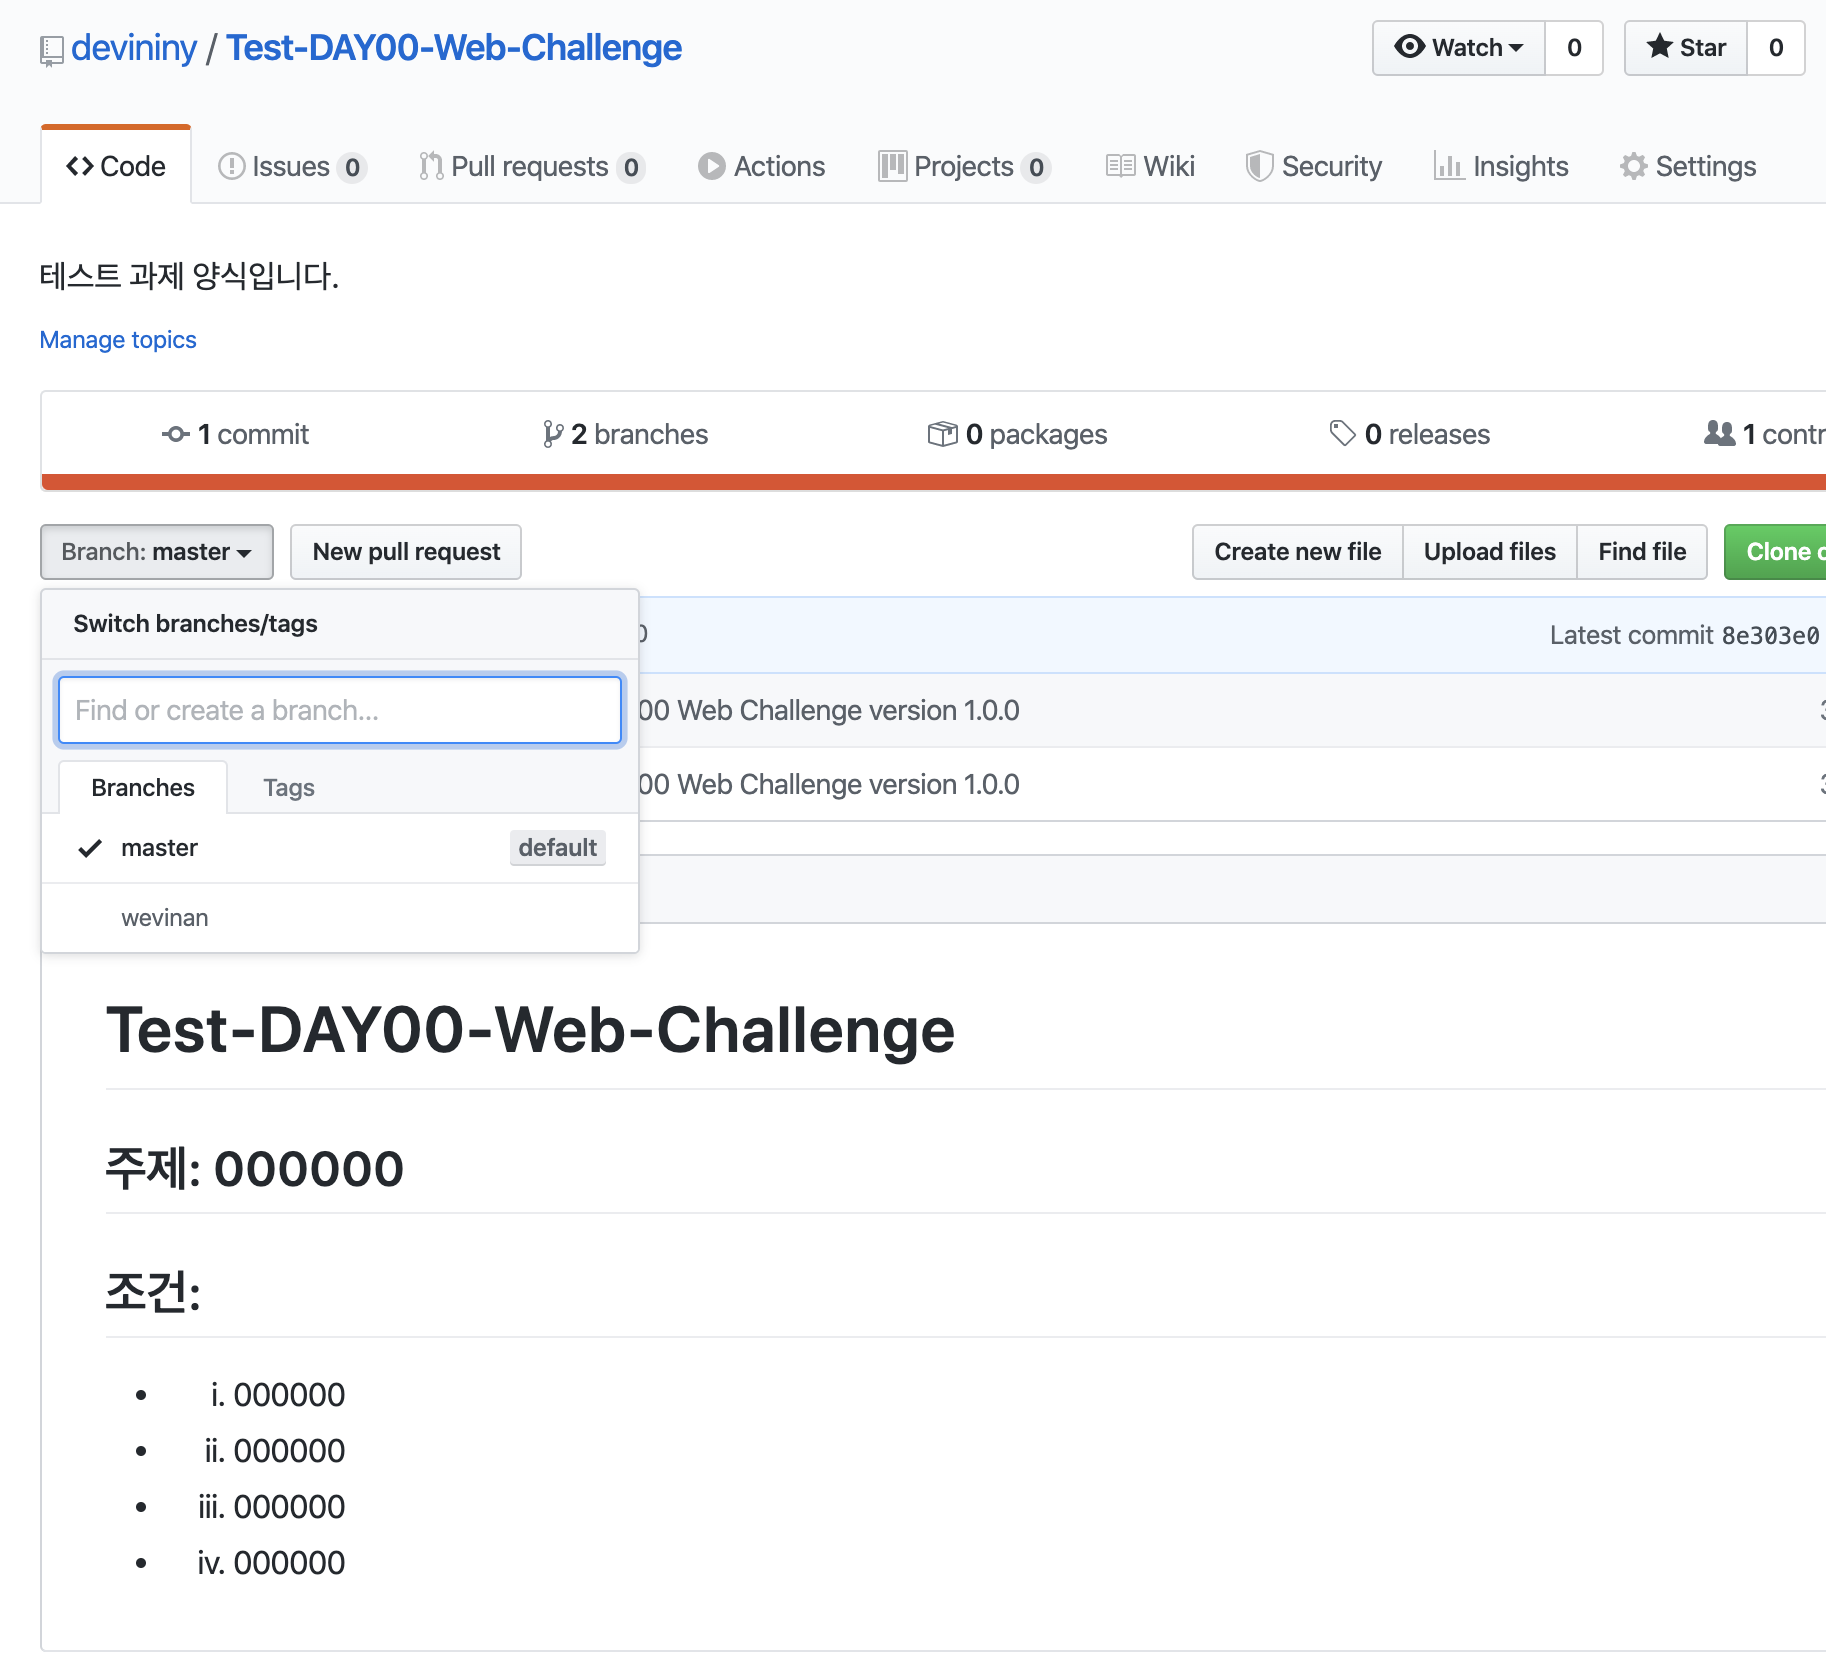 devininy / Test-DAY00-Web-Challenge
Watch 0
Star 0
Code
Issues 0
Pull requests 0
Actions
Projects 0
Wiki
Security
Insights
Settings
테스트 과제 양식입니다.
Manage topics
1 commit
2 branches
0 packages
0 releases
1 contr
Branch: master
New pull request
Create new file
Upload files
Find file
Clone
Switch branches/tags
Latest commit 8e303e0
Find or create a branch...
00 Web Challenge version 1.0.0
Branches
Tags
00 Web Challenge version 1.0.0
master
default
wevinan
Test-DAY00-Web-Challenge
주제: OOOOOO
조건:
i. OOOOOO
ii. OOOOOO
iii. OOOOOO
iv. OOOOOO